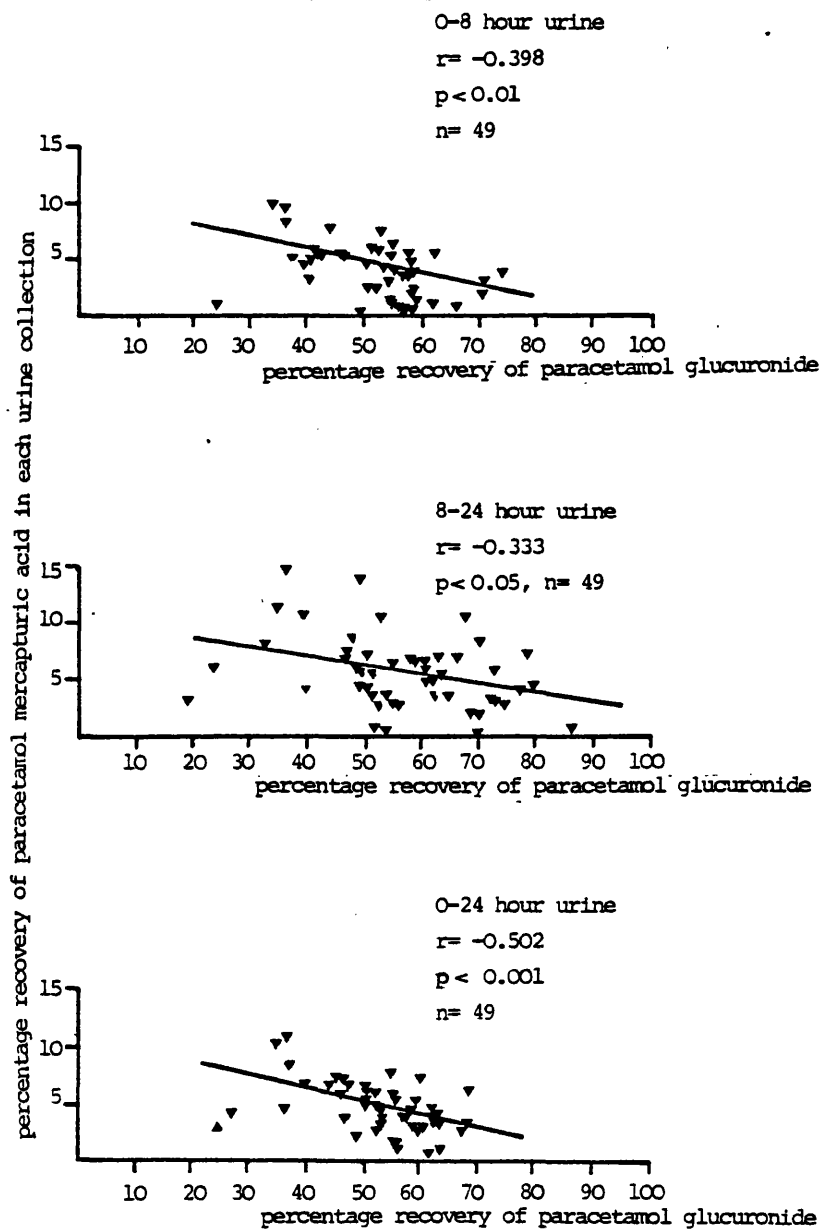 percentage recovery of paracetamol mercapturic acid in each urine collection
0-8 hour urine
r= -0.398
p<0.01
n= 49
15
10
5
10 20 30 40 50 60 70 80 90 100
percentage recovery of paracetamol glucuronide
8-24 hour urine
r= -0.333
p<0.05, n= 49
15
10
5
10 20 30 40 50 60 70 80 90 100
percentage recovery of paracetamol glucuronide
0-24 hour urine
r= -0.502
p< 0.001
n= 49
15
10
5
10 20 30 40 50 60 70 80 90 100
percentage recovery of paracetamol glucuronide